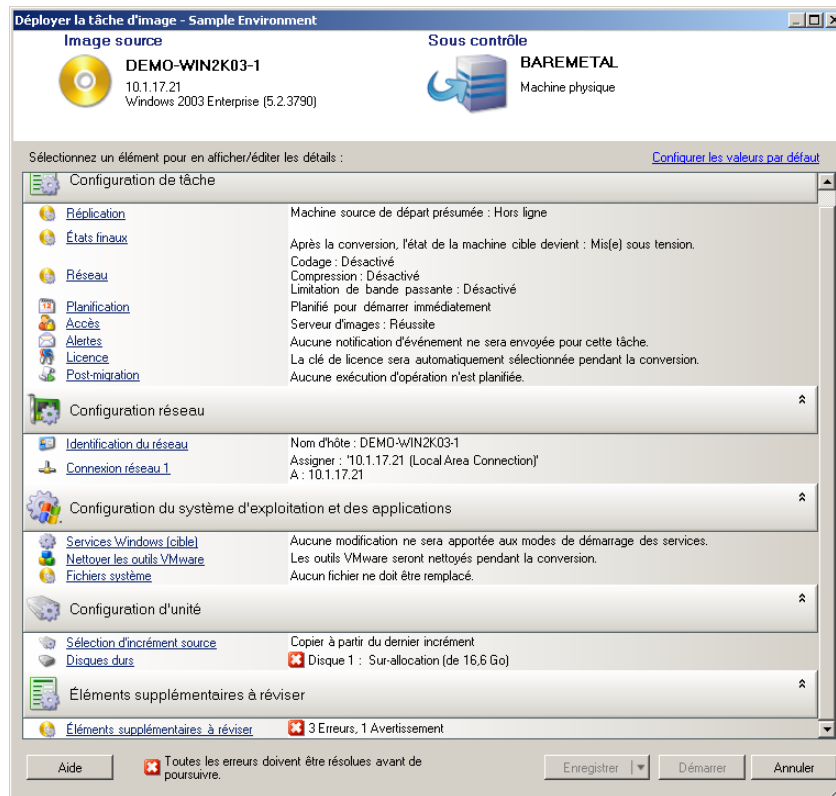 Déployer la tâche d'image - Sample Environment
Image source
Sous contrôle
DEMO-WIN2K03-1
10.1.17.21
Windows 2003 Enterprise (5.2.3790)
BAREMETAL
Machine physique
Sélectionnez un élément pour en afficher/éditer les détails :
Configurer les valeurs par défaut
Configuration de tâche
Réplication
Machine source de départ présumée : Hors ligne
États finaux
Après la conversion, l'état de la machine cible devient : Mis(e) sous tension.
Réseau
Codage : Désactivé
Compression : Désactivé
Limitation de bande passante : Désactivé
Planification
Planifié pour démarrer immédiatement
Accès
Serveur d'images : Réussite
Alertes
Aucune notification d'événement ne sera envoyée pour cette tâche.
Licence
La clé de licence sera automatiquement sélectionnée pendant la conversion.
Post-migration
Aucune exécution d'opération n'est planifiée.
Configuration réseau
Identification du réseau
Nom d'hôte : DEMO-WIN2K03-1
Connexion réseau 1
Assigner : '10.1.17.21 (Local Area Connection)'
A : 10.1.17.21
Configuration du système d'exploitation et des applications
Services Windows (cible)
Aucune modification ne sera apportée aux modes de démarrage des services.
Nettoyer les outils VMware
Les outils VMware seront nettoyés pendant la conversion.
Fichiers système
Aucun fichier ne doit être remplacé.
Configuration d'unité
Sélection d'incrément source
Copier à partir du dernier incrément
Disques durs
Disque 1 : Sur-allocation (de 16,6 Go)
Éléments supplémentaires à réviser
Éléments supplémentaires à réviser
3 Erreurs, 1 Avertissement
Aide
Toutes les erreurs doivent être résolues avant de
poursuivre.
Enregistrer
Démarrer
Annuler